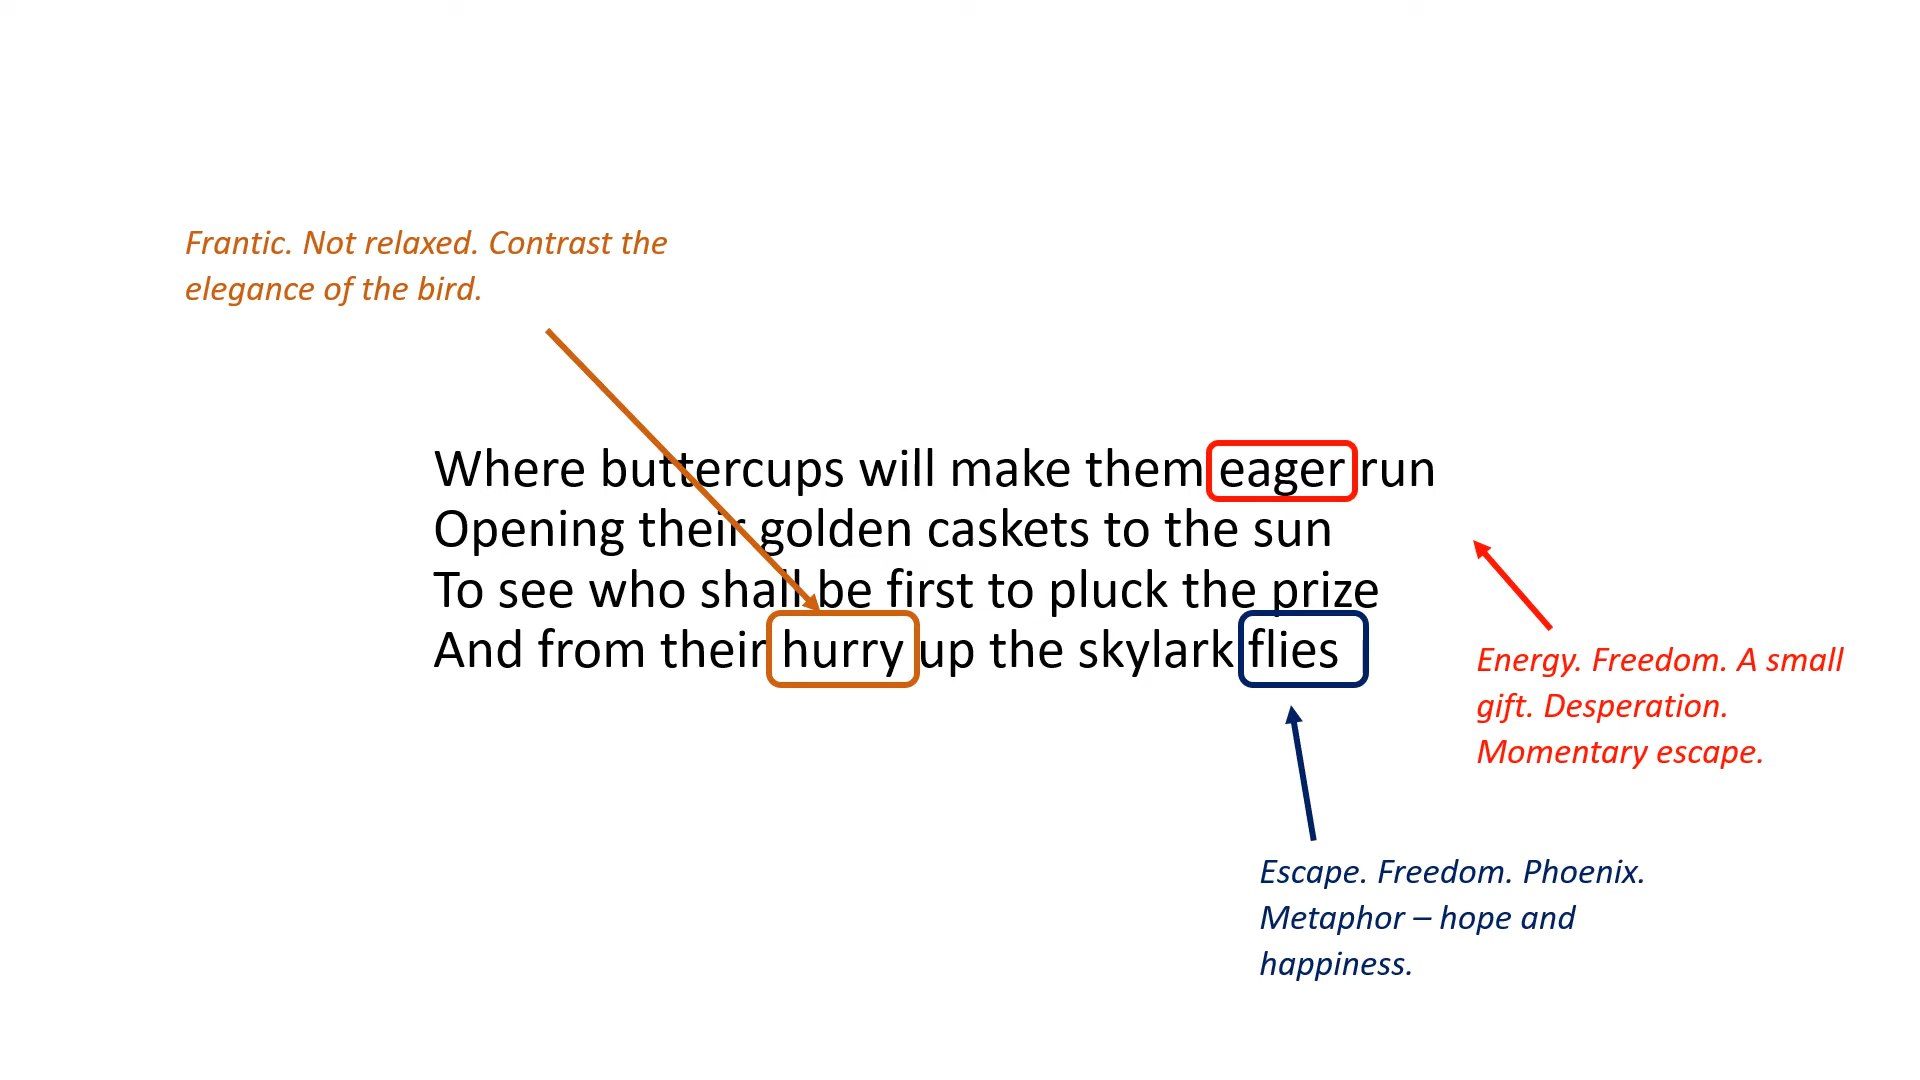 Frantic. Not relaxed. Contrast the
elegance of the bird.
Where buttercups will make them eager run
Opening their golden caskets to the sun
To see who shall be first to pluck the prize
And from their hurry up the skylark flies
Energy. Freedom. A small
gift. Desperation.
Momentary escape.
Escape. Freedom. Phoenix.
Metaphor – hope and
happiness.